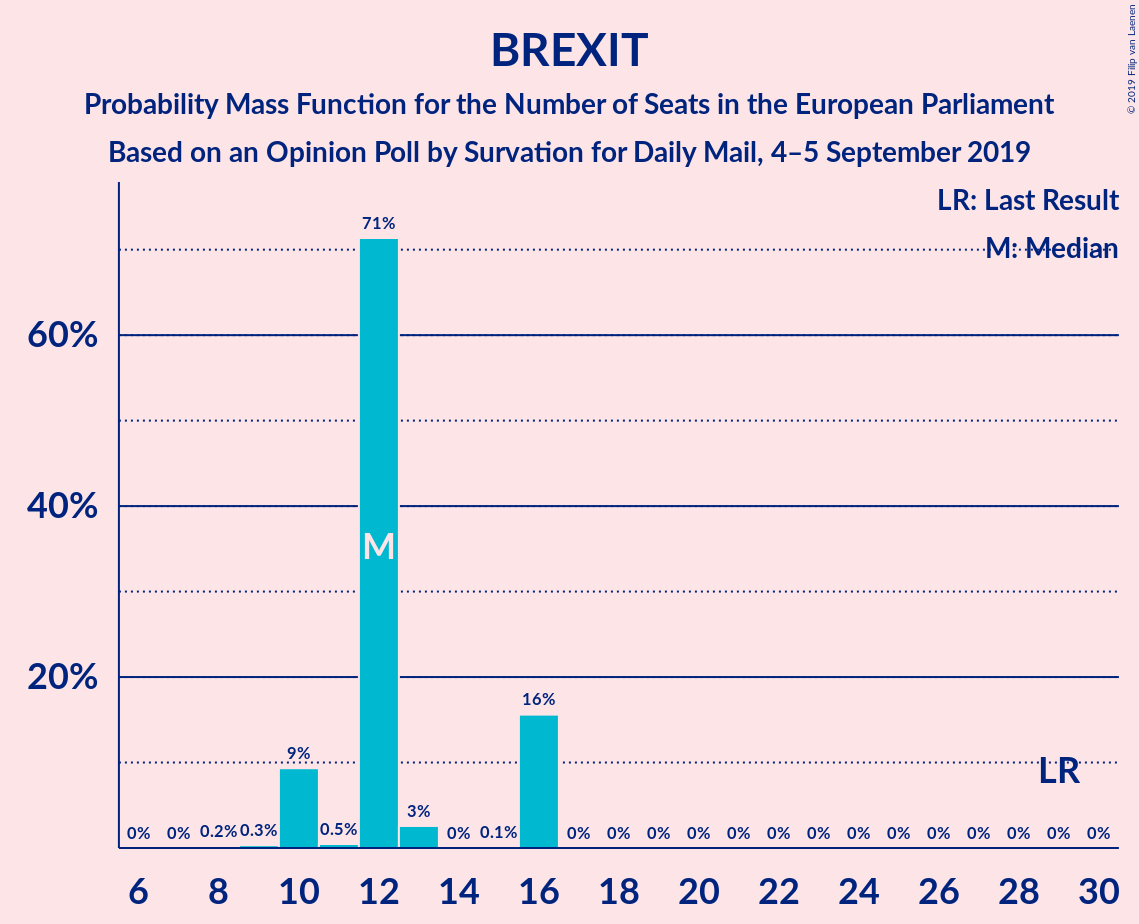 BREXIT
Probability Mass Function for the Number of Seats in the European Parliament
Based on an Opinion Poll by Survation for Daily Mail, 4–5 September 2019
© 2019 Filip van Laenen
LR: Last Result
M: Median
60%
40%
20%
0% 0% 0.2% 0.3% 9% 0.5% 71% 3% 0% 0.1% 16% 0% 0% 0% 0% 0% 0% 0% 0% 0% 0% 0% 0% 0% 0%
M
LR
6 8 10 12 14 16 18 20 22 24 26 28 30